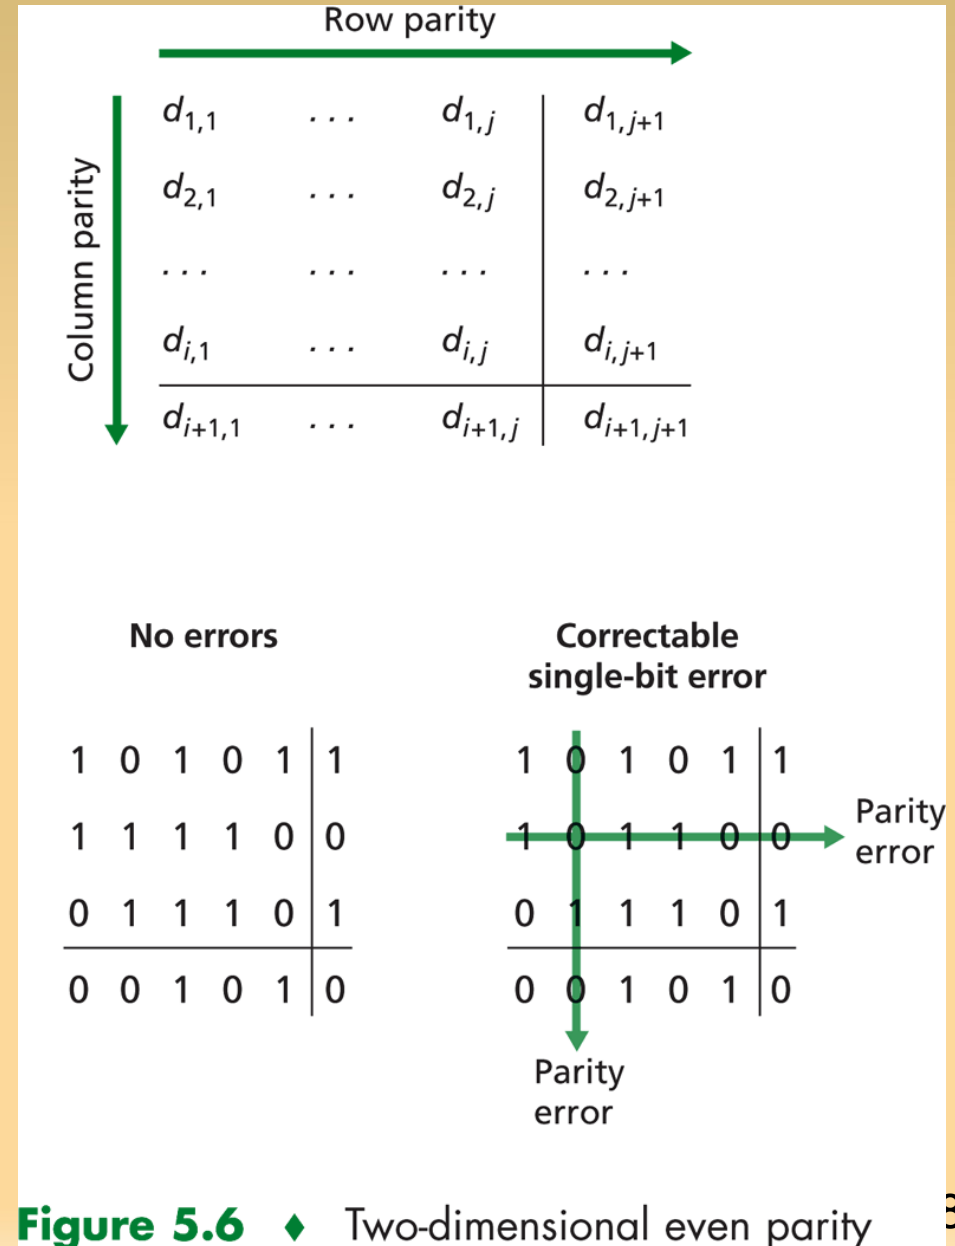 Row parity
Column parity
d1,1 . . . d1,j d1,j+1
d2,1 . . . d2,j d2,j+1
. . . . . . . . . . . .
di,1 . . . di,j di,j+1
di+1,1 . . . di+1,j di+1,j+1
No errors
1 0 1 0 1 1
1 1 1 1 0 0
0 1 1 1 0 1
0 0 1 0 1 0
Correctable
single-bit error
1 0 1 0 1 1
1 0 1 1 0 0
0 1 1 1 0 1
0 0 1 0 1 0
Parity
error
Parity
error
Figure 5.6 ♦ Two-dimensional even parity